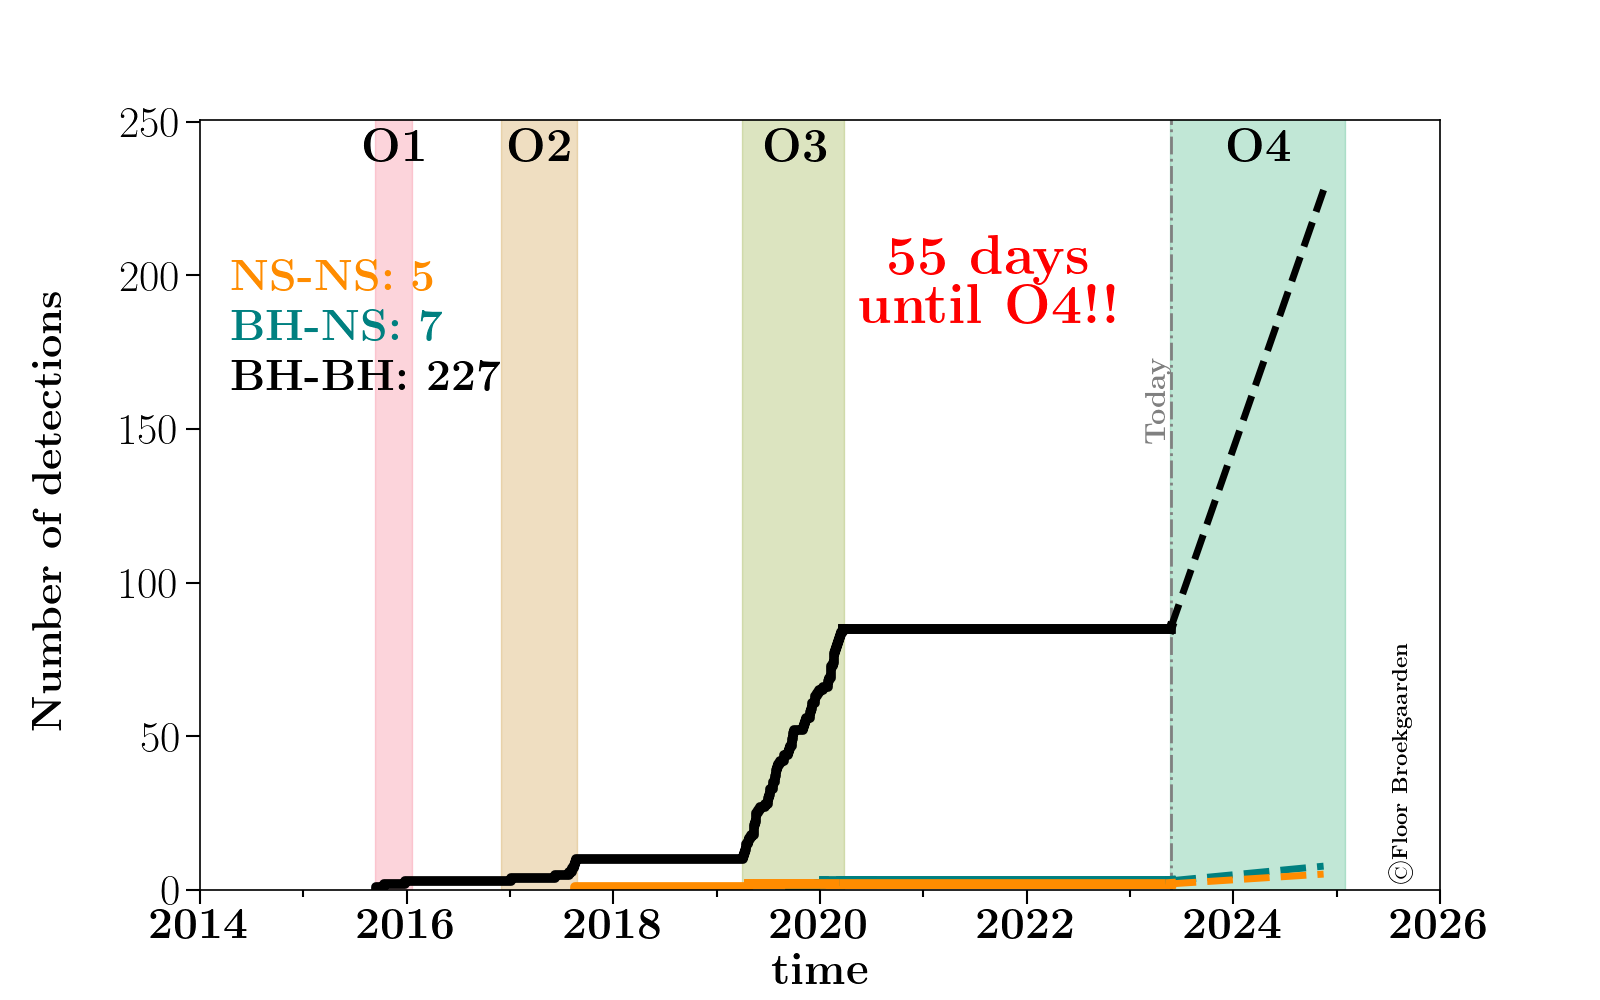 250
O1
O2
O3
O4
55 days
until O4!!
NS-NS: 5
BH-NS: 7
BH-BH: 227
200
150
100
50
0
Number of detections
Today
©Floor Broekgaarden
2014
2016
2018
2020
2022
2024
2026
time